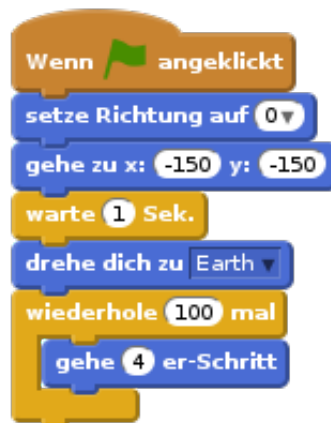 Wenn angeklickt
setze Richtung auf 0
gehe zu x: -150 y: -150
warte 1 Sek.
drehe dich zu Earth
wiederhole 100 mal
gehe 4 er-Schritt